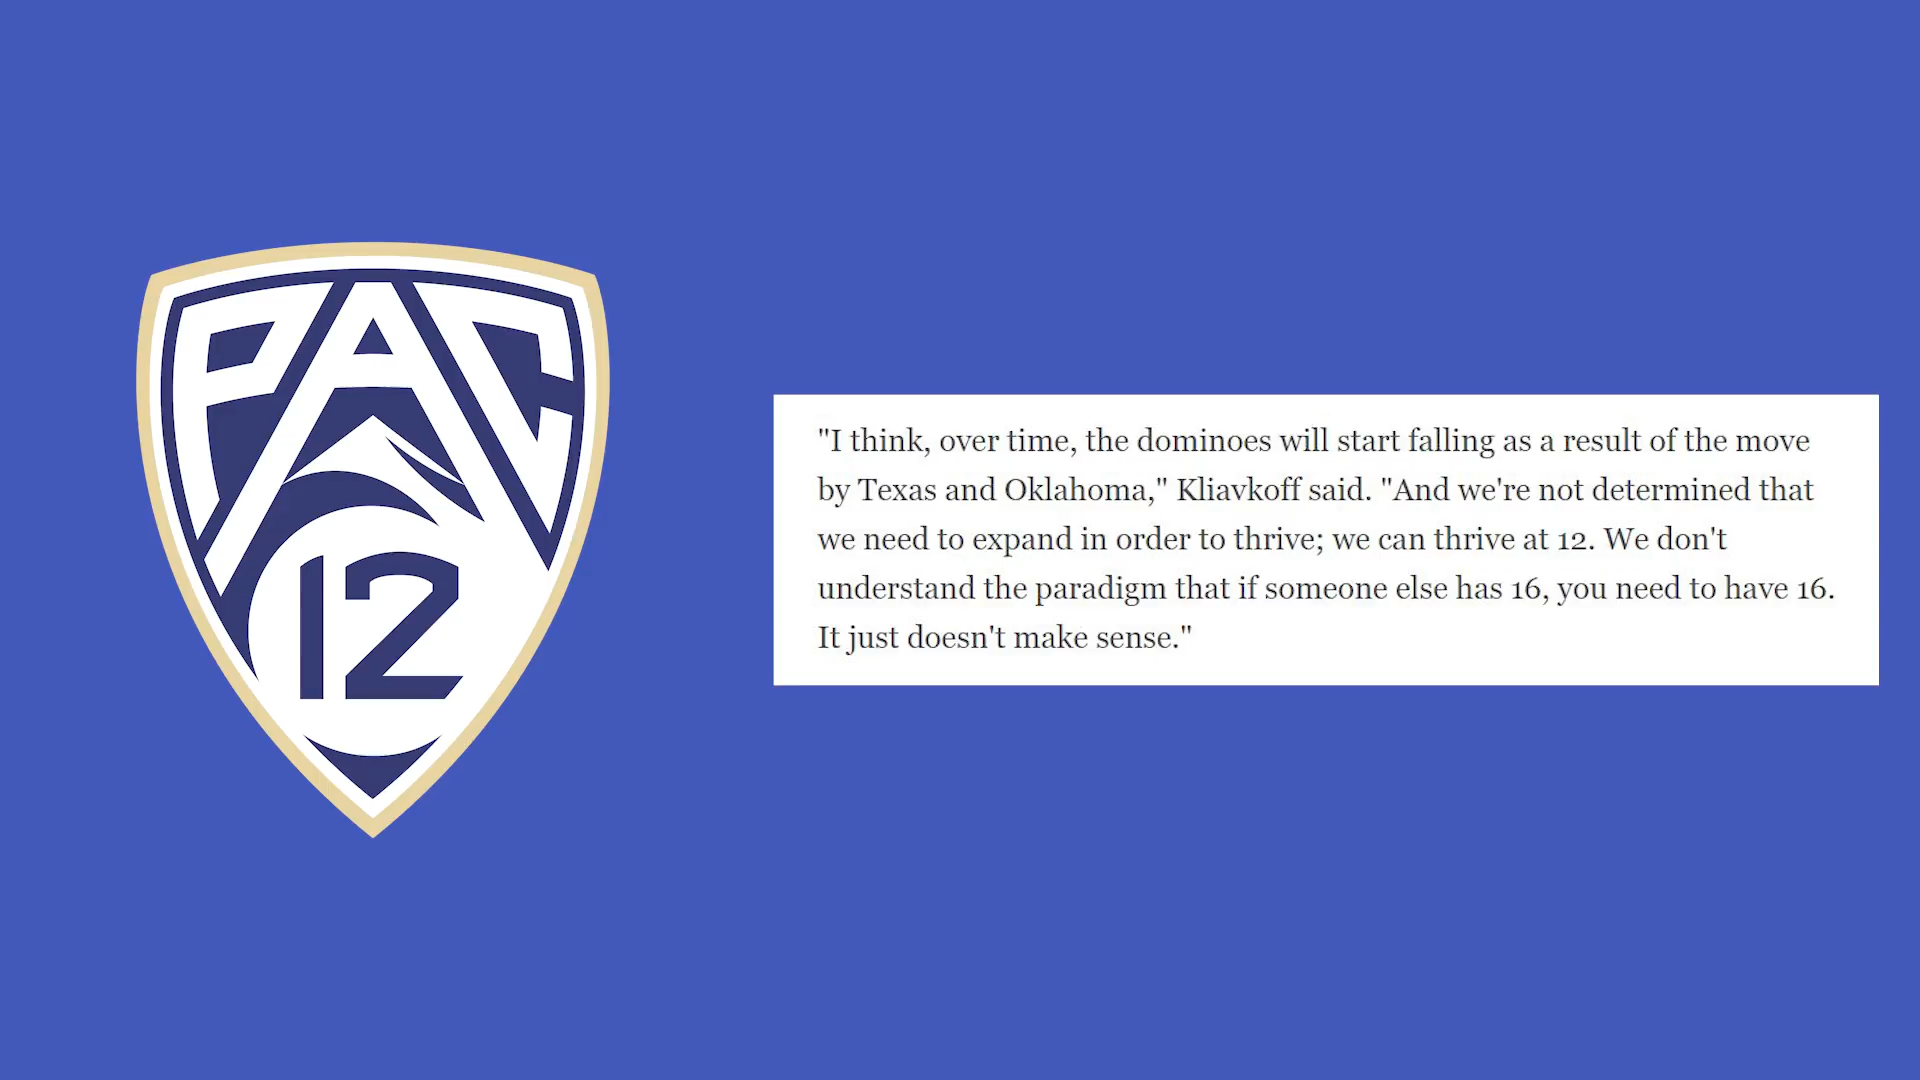 PAC
12
"I think, over time, the dominoes will start falling as a result of the move
by Texas and Oklahoma," Kliavkoff said. "And we're not determined that
we need to expand in order to thrive; we can thrive at 12. We don't
understand the paradigm that if someone else has 16, you need to have 16.
It just doesn't make sense."